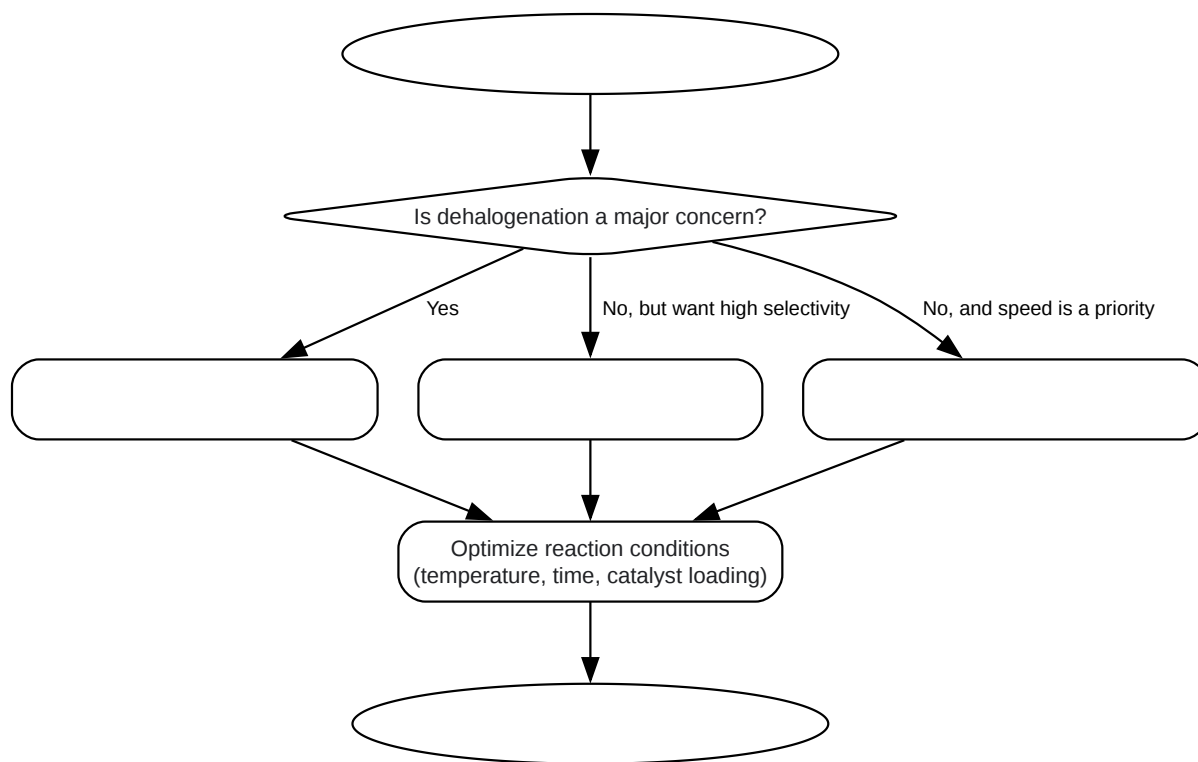 Is dehalogenation a major concern?
Yes
No, but want high selectivity
No, and speed is a priority
Optimize reaction conditions
(temperature, time, catalyst loading)